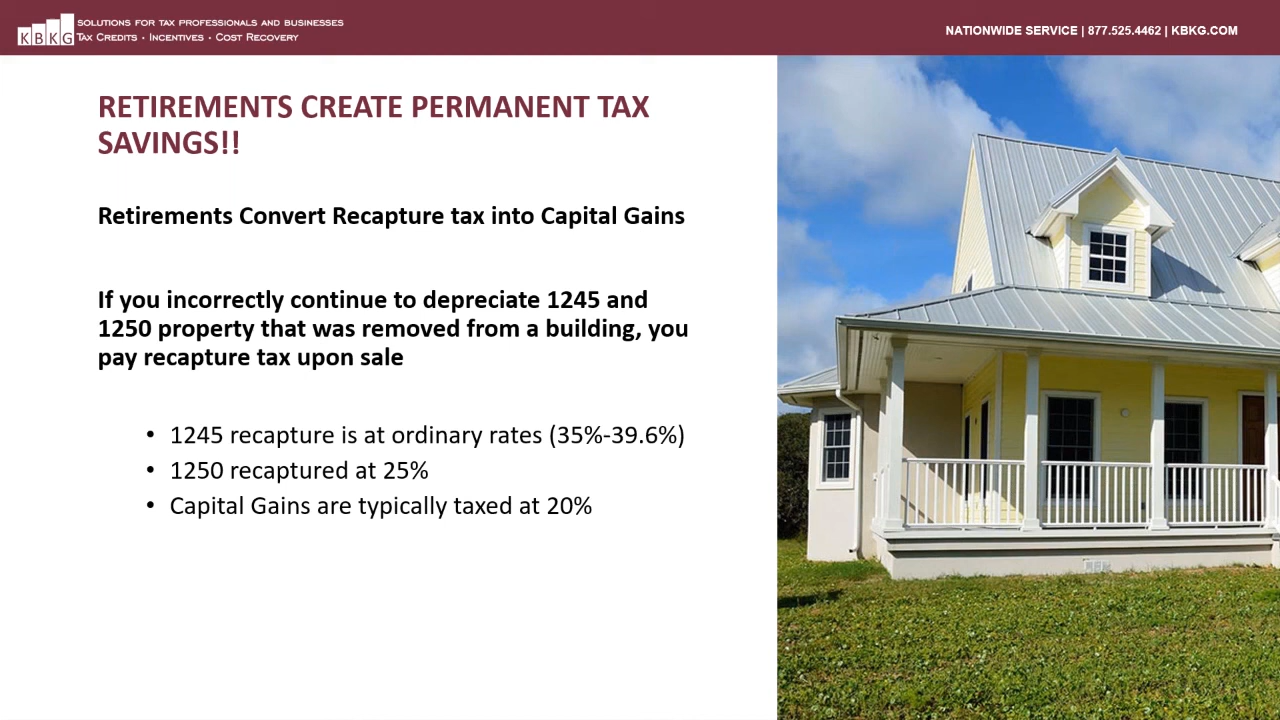 KBKG
SOLUTIONS FOR TAX PROFESSIONALS AND BUSINESSES
TAX CREDITS • INCENTIVES • COST RECOVERY
NATIONWIDE SERVICE | 877.525.4462 | KBKG.COM
RETIREMENTS CREATE PERMANENT TAX
SAVINGS!!
Retirements Convert Recapture tax into Capital Gains
If you incorrectly continue to depreciate 1245 and
1250 property that was removed from a building, you
pay recapture tax upon sale
• 1245 recapture is at ordinary rates (35%-39.6%)
• 1250 recaptured at 25%
• Capital Gains are typically taxed at 20%